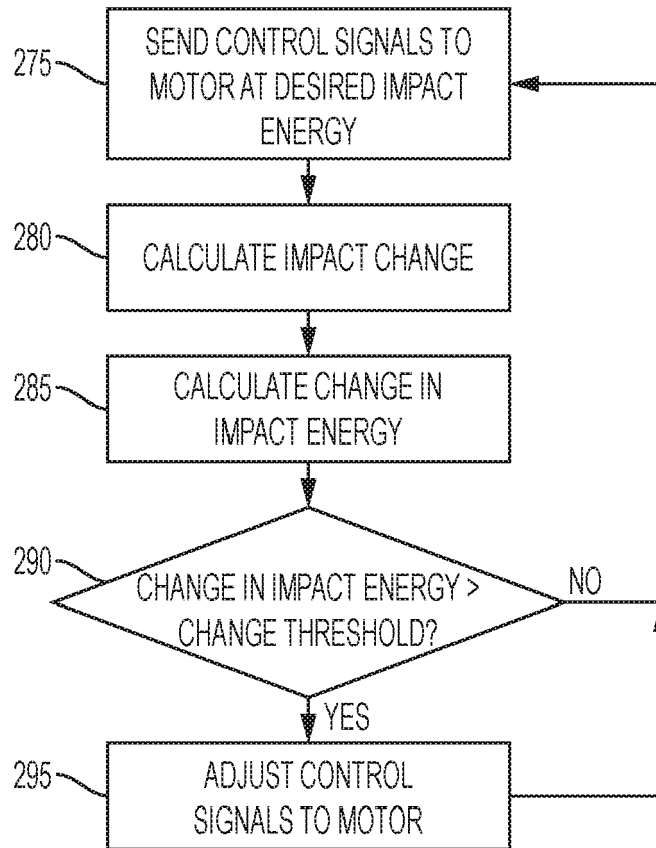 275
SEND CONTROL SIGNALS TO
MOTOR AT DESIRED IMPACT
ENERGY
280
CALCULATE IMPACT CHANGE
285
CALCULATE CHANGE IN
IMPACT ENERGY
290
CHANGE IN IMPACT ENERGY >
CHANGE THRESHOLD?
NO
YES
295
ADJUST CONTROL
SIGNALS TO MOTOR